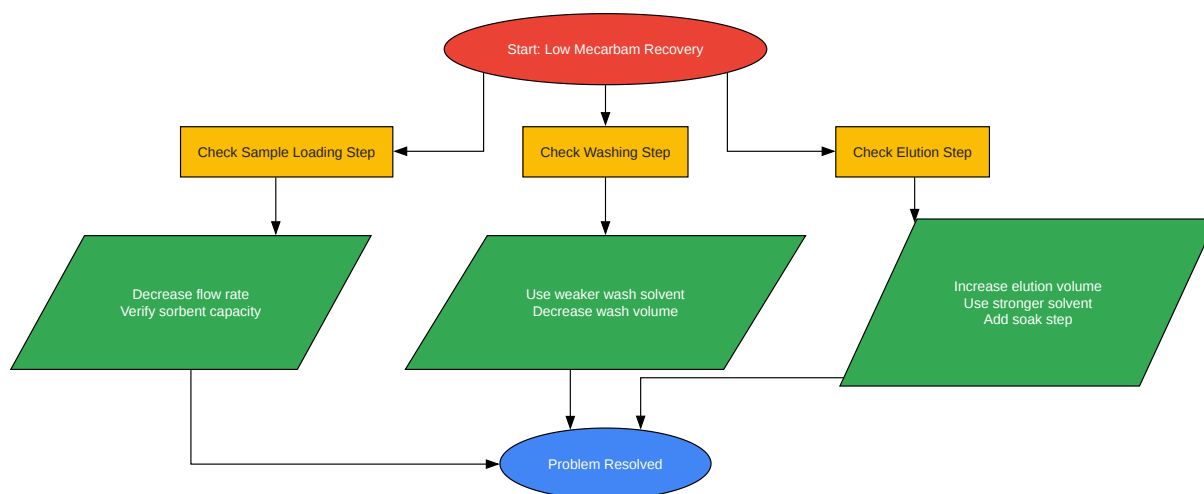 Start: Low Mecarbam Recovery
Check Sample Loading Step
Check Washing Step
Check Elution Step
Decrease flow rate
Verify sorbent capacity
Use weaker wash solvent
Decrease wash volume
Increase elution volume
Use stronger solvent
Add soak step
Problem Resolved